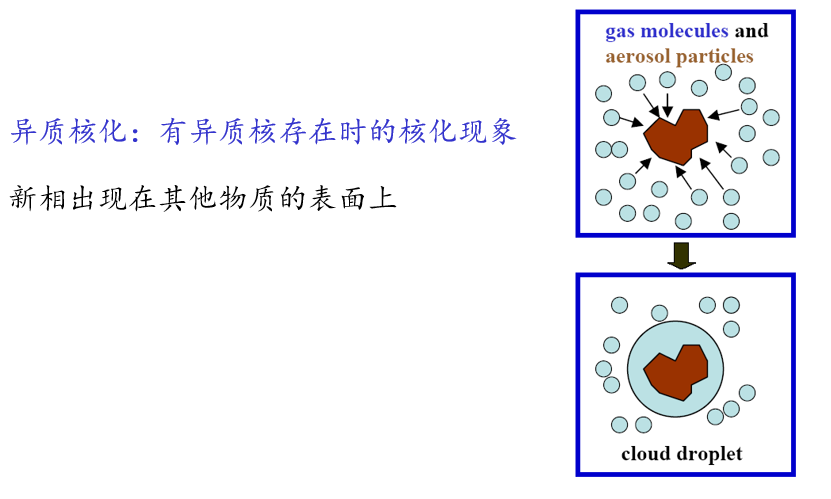 异质核化：有异质核存在时的核化现象
新相出现在其他物质的表面上
gas molecules and
aerosol particles
cloud droplet